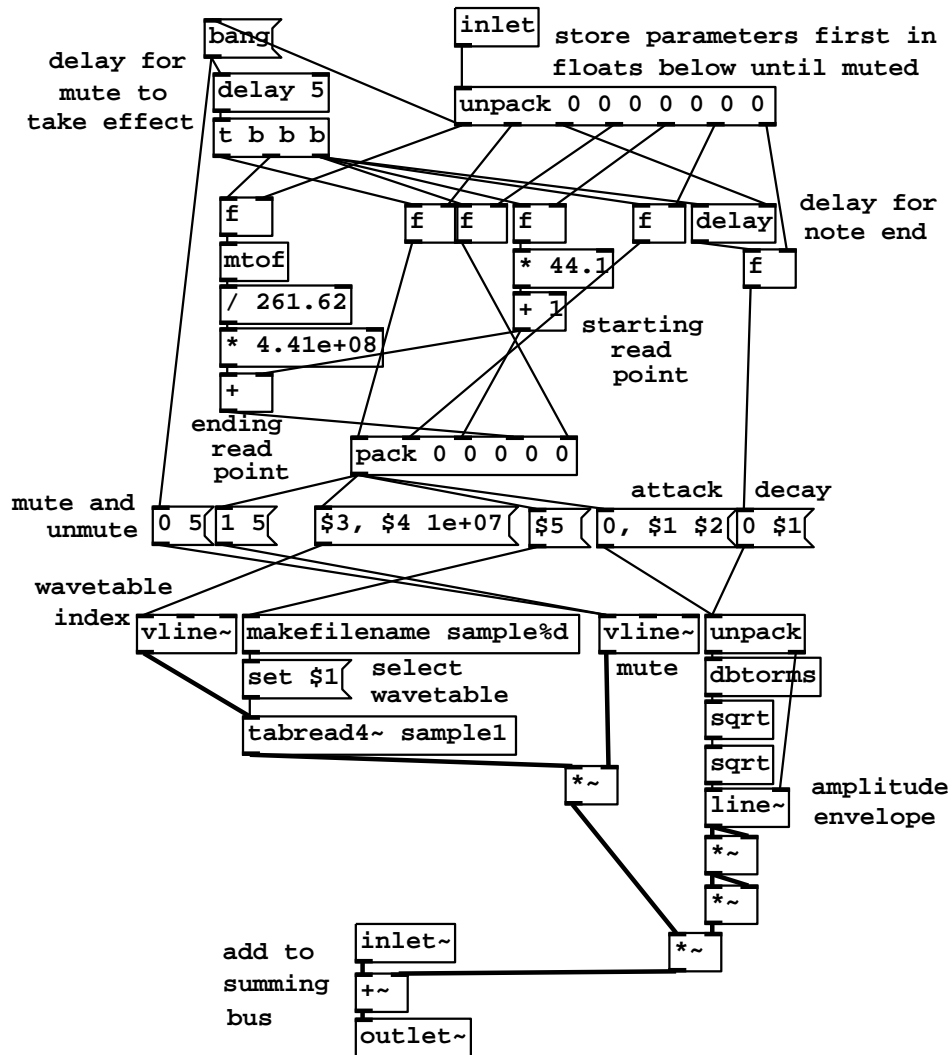 bang
inlet
store parameters first in
floats below until muted
delay for
mute to
take effect
delay 5
unpack 0 0 0 0 0 0 0
t b b b
f
f
f
f
f
delay
delay for
note end
mtof
* 44.1
f
/ 261.62
+ 1
* 4.41e+08
starting
read
point
+
ending
read
point
pack 0 0 0 0 0
attack
decay
mute and
unmute
0 5
1 5
$3, $4 1e+07
$5
0, $1 $2
0 $1
wavetable
index
vline~
makefilename sample%d
vline~
unpack
set $1
select
wavetable
mute
dbtorms
tabread4~ sample1
sqrt
sqrt
*~
line~
amplitude
envelope
*~
*~
add to
summing
bus
inlet~
*~
+~
outlet~